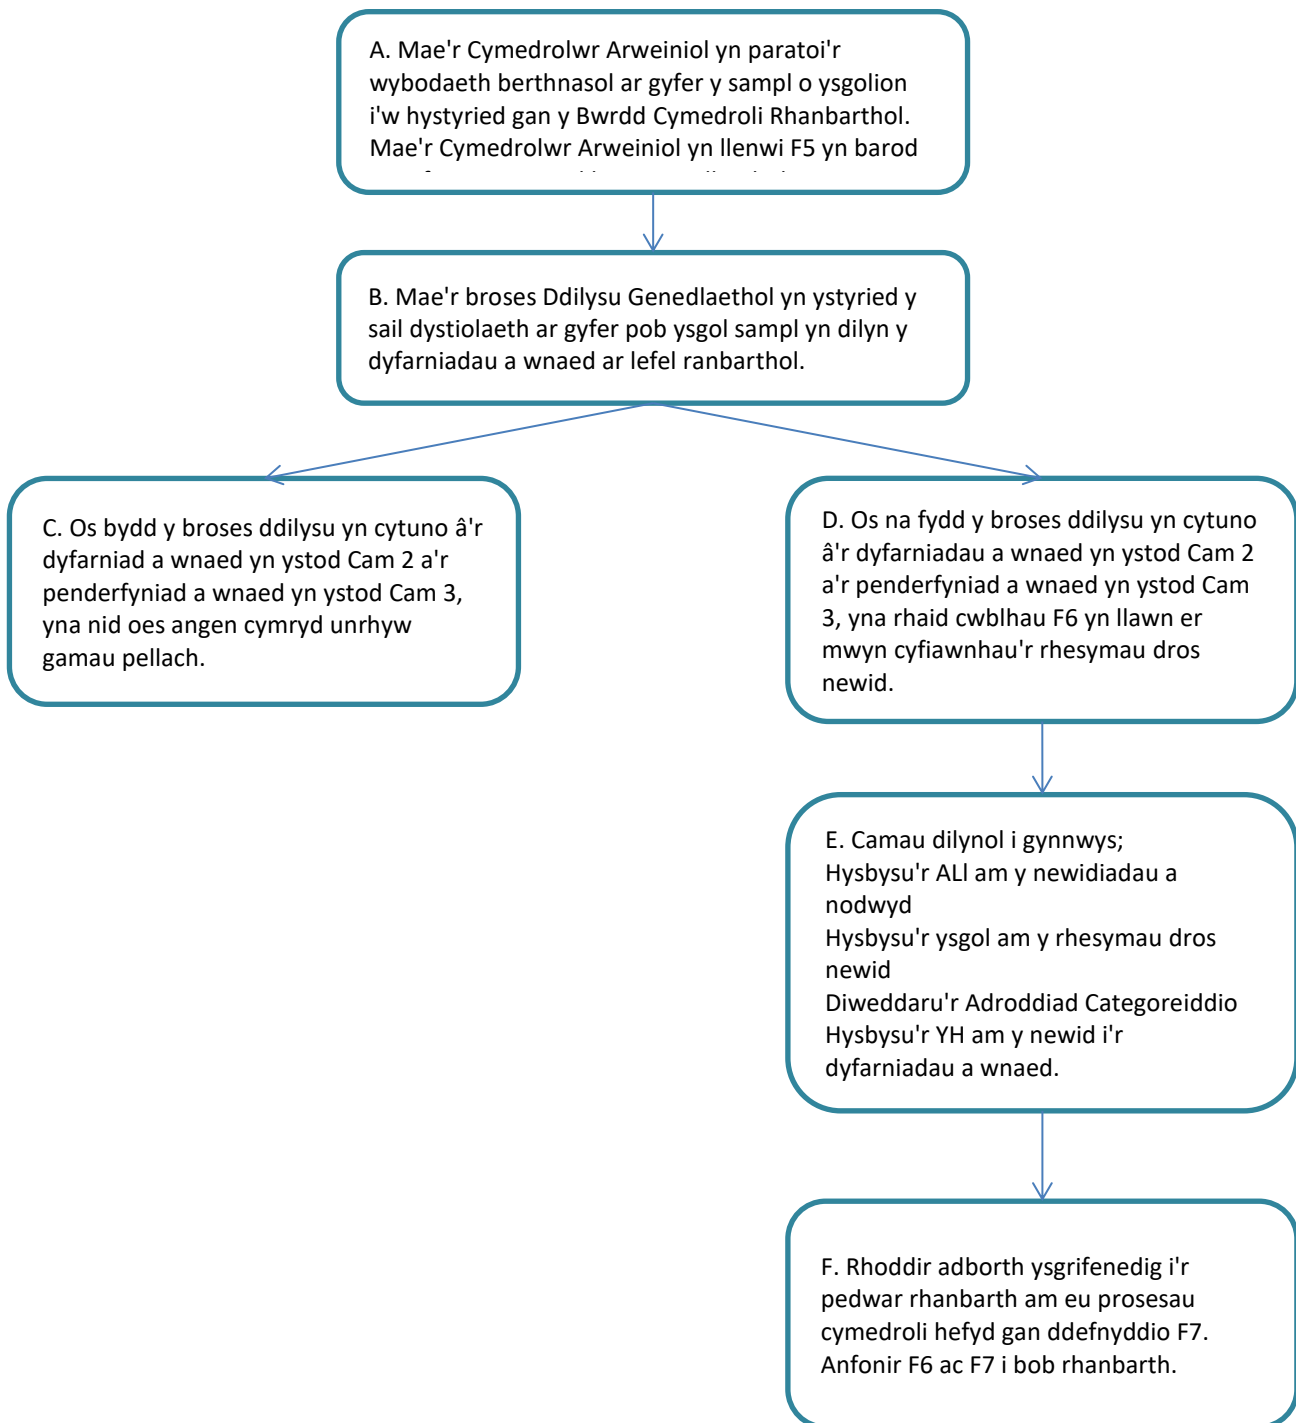 A. Mae'r Cymedrolwr Arweiniol yn paratoi'r
wybodaeth berthnasol ar gyfer y sampl o ysgolion
i'w hystyried gan y Bwrdd Cymedroli Rhanbarthol.
Mae'r Cymedrolwr Arweiniol yn llenwi F5 yn barod
B. Mae'r broses Ddilysu Genedlaethol yn ystyried y
sail dystiolaeth ar gyfer pob ysgol sampl yn dilyn y
dyfarniadau a wnaed ar lefel ranbarthol.
C. Os bydd y broses ddilysu yn cytuno â'r
dyfarniad a wnaed yn ystod Cam 2 a'r
penderfyniad a wnaed yn ystod Cam 3,
yna nid oes angen cymryd unrhyw
gamau pellach.
D. Os na fydd y broses ddilysu yn cytuno
â'r dyfarniadau a wnaed yn ystod Cam 2
a'r penderfyniad a wnaed yn ystod Cam
3, yna rhaid cwblhau F6 yn llawn er
mwyn cyfiawnhau'r rhesymau dros
newid.
E. Camau dilynol i gynnwys;
Hysbysu'r ALl am y newidiadau a
nodwyd
Hysbysu'r ysgol am y rhesymau dros
newid
Diweddaru'r Adroddiad Categoreiddio
Hysbysu'r YH am y newid i'r
dyfarniadau a wnaed.
F. Rhoddir adborth ysgrifenedig i'r
pedwar rhanbarth am eu prosesau
cymedroli hefyd gan ddefnyddio F7.
Anfonir F6 ac F7 i bob rhanbarth.